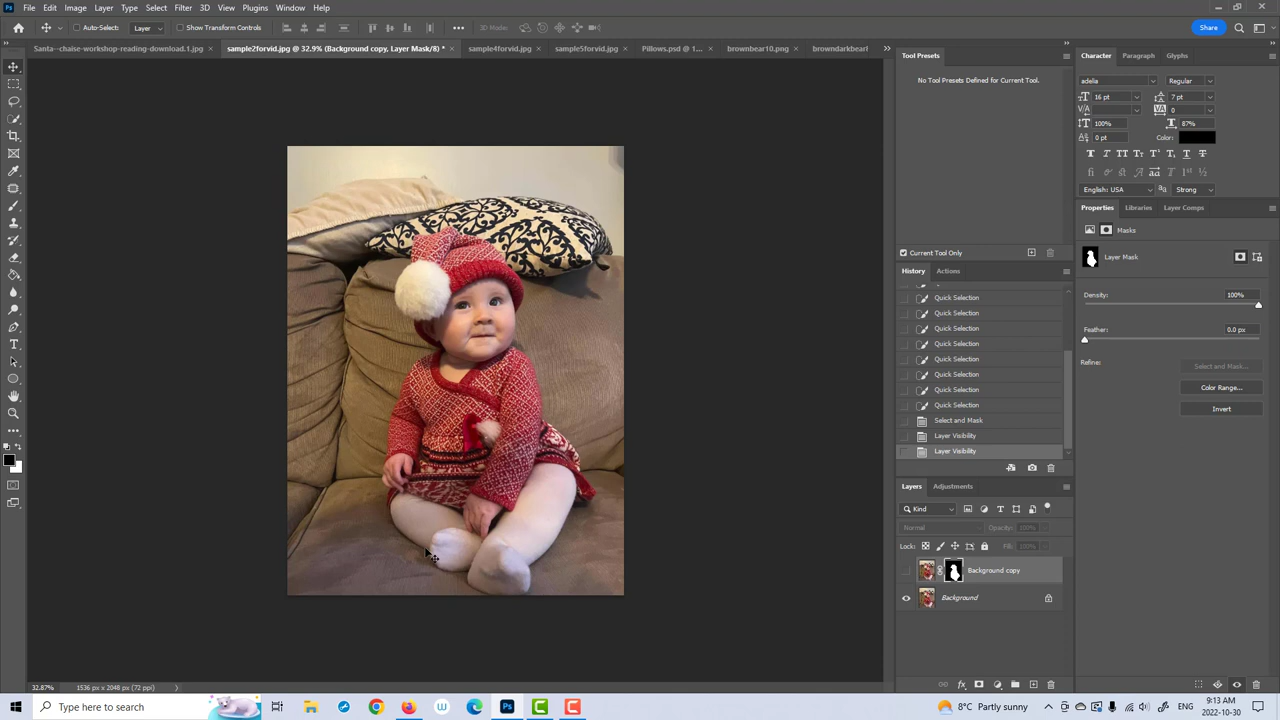 Ps File Edit Image Layer Type Select Filter 3D View Plugins Window Help
Auto-Select: Layer Show Transform Controls 3D Mode: Share
Santa--chaise-workshop-reading-download.1.jpg × sample2forvid.jpg @ 32.9% (Background copy, Layer Mask/8) * × sample4forvid.jpg × sample5forvid.jpg × Pillows.psd @ 1... × brownbear10.png × browndarkbear
Tool Presets
No Tool Presets Defined for Current Tool.
Current Tool Only
History Actions
Quick Selection
Quick Selection
Quick Selection
Quick Selection
Quick Selection
Quick Selection
Quick Selection
Quick Selection
Select and Mask
Layer Visibility
Layer Visibility
Layers Adjustments
Kind
Normal Opacity: 100%
Lock: Fill: 100%
Background copy
Background
Character Paragraph Glyphs
adelia Regular
16 pt 7 pt
0
100% 87%
0 pt Color:
English: USA Strong
Properties Libraries Layer Comps
Masks
Layer Mask
Density: 100%
Feather: 0.0 px
Refine: Select and Mask...
Color Range...
Invert
32.87% 1536 px x 2048 px (72 ppi)
Type here to search
8°C Partly sunny ENG
9:13 AM
2022-10-30